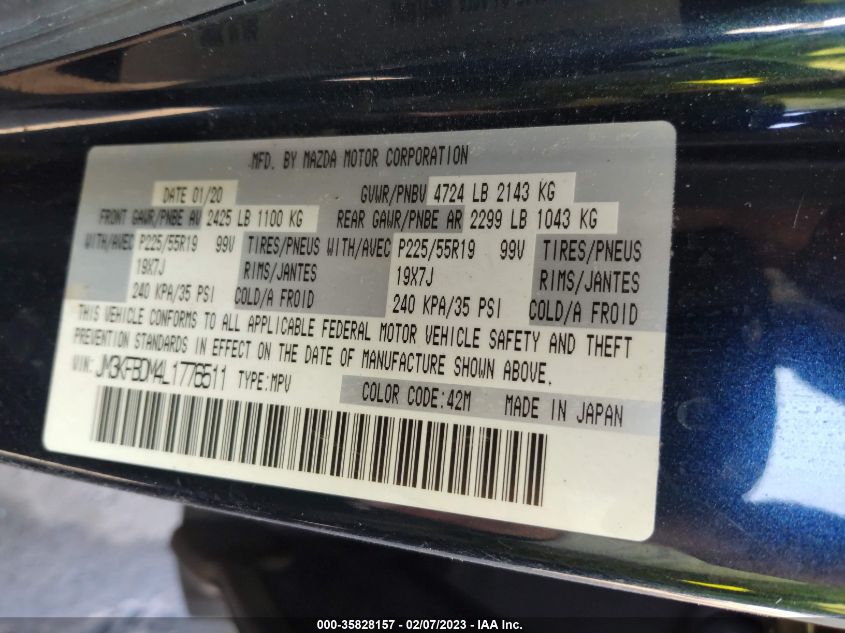 MFD. BY MAZDA MOTOR CORPORATION
DATE 01/20 GVWR/PNBV 4724 LB 2143 KG
FRONT GAWR/PNBE AV 2425 LB 1100 KG REAR GAWR/PNBE AR 2299 LB 1043 KG
WITH/AVEC P225/55R19 99V TIRES/PNEUS WITH/AVEC P225/55R19 99V TIRES/PNEUS
19X7J RIMS/JANTES 19X7J RIMS/JANTES
240 KPA/35 PSI COLD/A FROID 240 KPA/35 PSI COLD/A FROID
THIS VEHICLE CONFORMS TO ALL APPLICABLE FEDERAL MOTOR VEHICLE SAFETY AND THEFT
PREVENTION STANDARDS IN EFFECT ON THE DATE OF MANUFACTURE SHOWN ABOVE.
VIN: JM3KFBDM4L1776511 TYPE:MPV
COLOR CODE:42M MADE IN JAPAN
000-35828157 - 02/07/2023 - IAA, Inc.